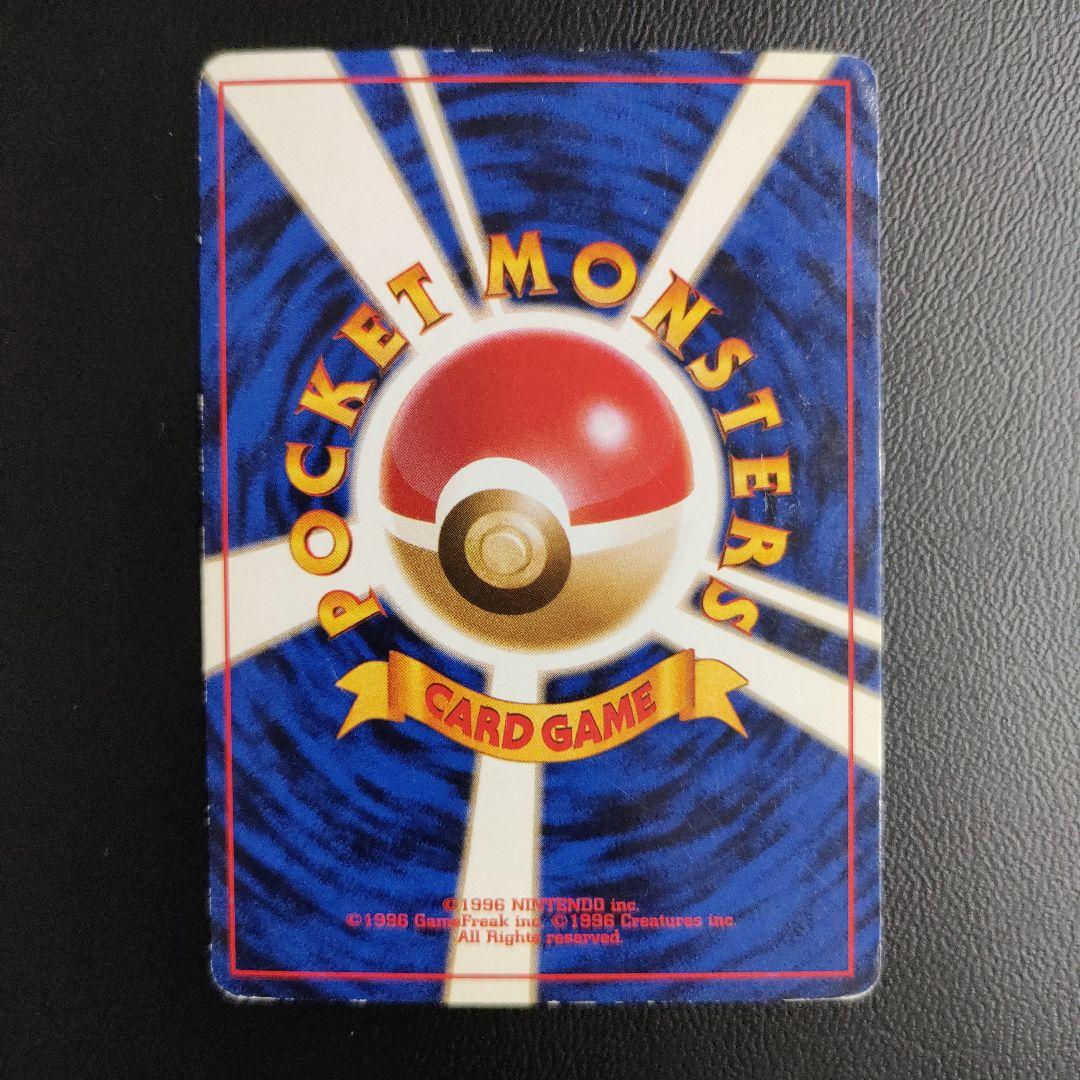 POCKET MONSTERS
CARD GAME
©1996 NINTENDO inc.
©1996 GameFreak inc. ©1996 Creatures inc.
All Rights reserved.